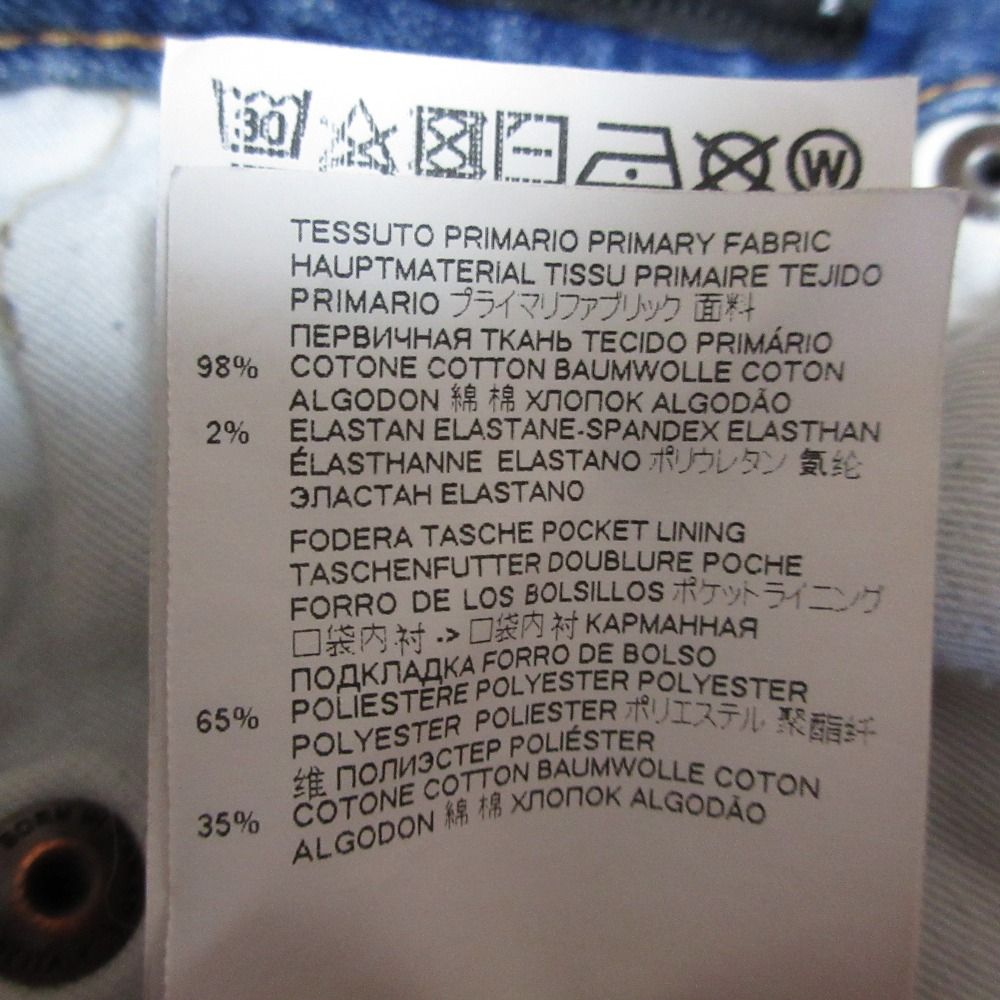 30
W
TESSUTO PRIMARIO PRIMARY FABRIC
HAUPTMATERIAL TISSU PRIMAIRE TEJIDO
PRIMARIO プライマリファブリック 面料
ПЕРВИЧНАЯ ТКАНЬ TECIDO PRIMÁRIO
98% COTONE COTTON BAUMWOLLE COTON
ALGODON 綿 棉 ХЛОПОК ALGODÃO
2% ELASTAN ELASTANE-SPANDEX ELASTHAN
ÉLASTHANNE ELASTANO ポリウレタン 氨纶
ЭЛАСТАН ELASTANO
FODERA TASCHE POCKET LINING
TASCHENFUTTER DOUBLURE POCHE
FORRO DE LOS BOLSILLOS ポケットライニング
口袋内衬 -> 口袋内衬 КАРМАННАЯ
ПОДКЛАДКА FORRO DE BOLSO
65% POLIESTERE POLYESTER POLYESTER
POLYESTER POLIESTER ポリエステル 聚酯纤
维 ПОЛИЭСТЕР POLIÉSTER
35% COTONE COTTON BAUMWOLLE COTON
ALGODON 綿 棉 ХЛОПОК ALGODÃO